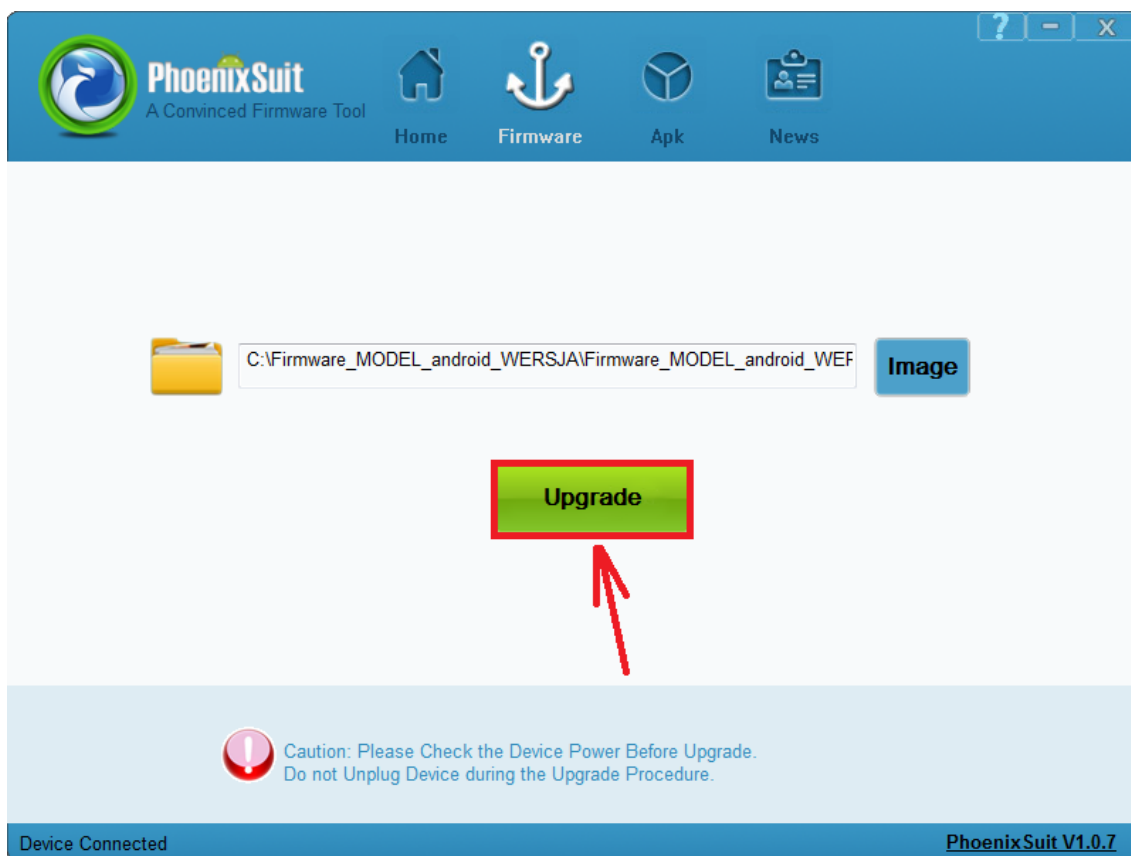 ? - X
PhoenixSuit
A Convinced Firmware Tool
Home Firmware Apk News
C:\Firmware_MODEL_android_WERSJA\Firmware_MODEL_android_WER
Image
Upgrade
Caution: Please Check the Device Power Before Upgrade.
Do not Unplug Device during the Upgrade Procedure.
Device Connected
PhoenixSuit V1.0.7